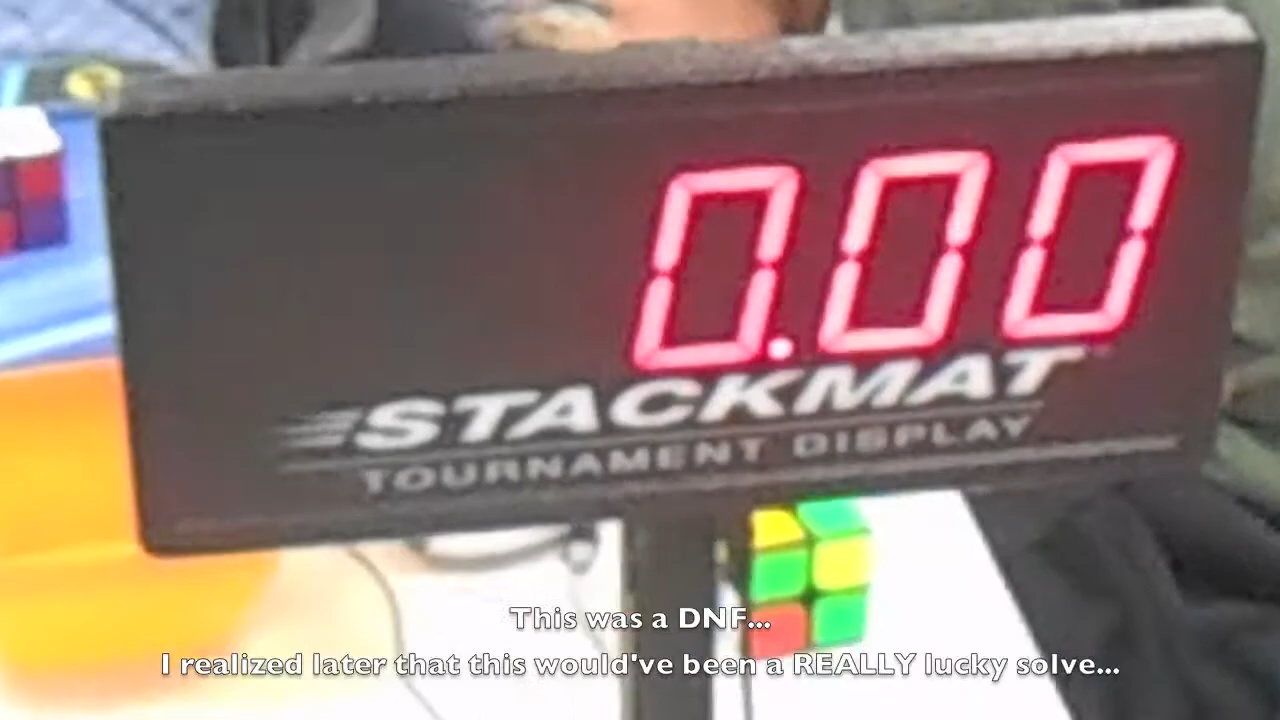 0.00
STACKMAT
TOURNAMENT DISPLAY
This was a DNF...
I realized later that this would've been a REALLY lucky solve...